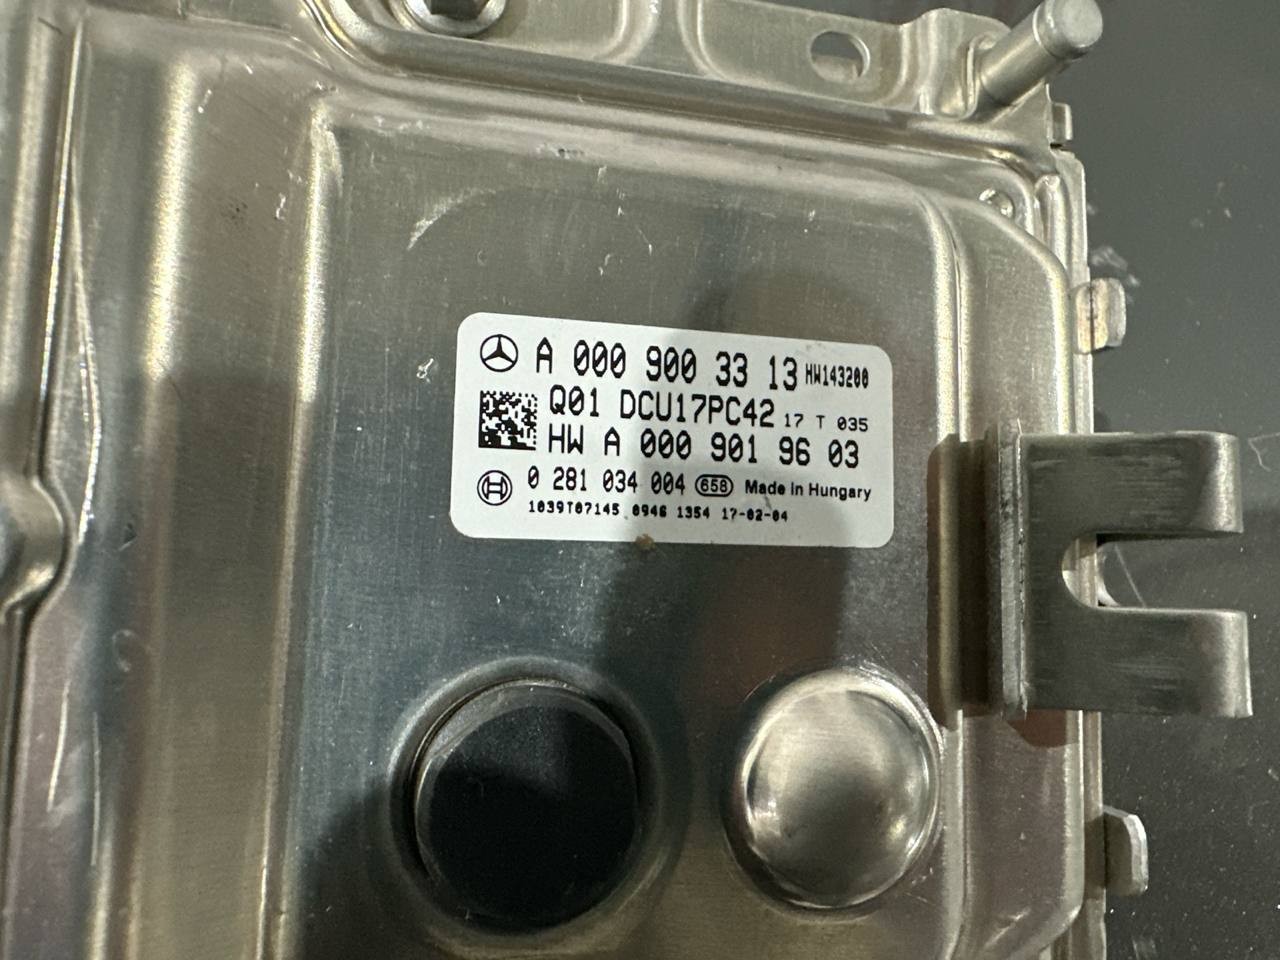 A 000 900 33 13 HW143200
Q01 DCU17PC42 17 T 035
HW A 000 901 96 03
0 281 034 004 658 Made in Hungary
1039T07145 0946 1354 17-02-04